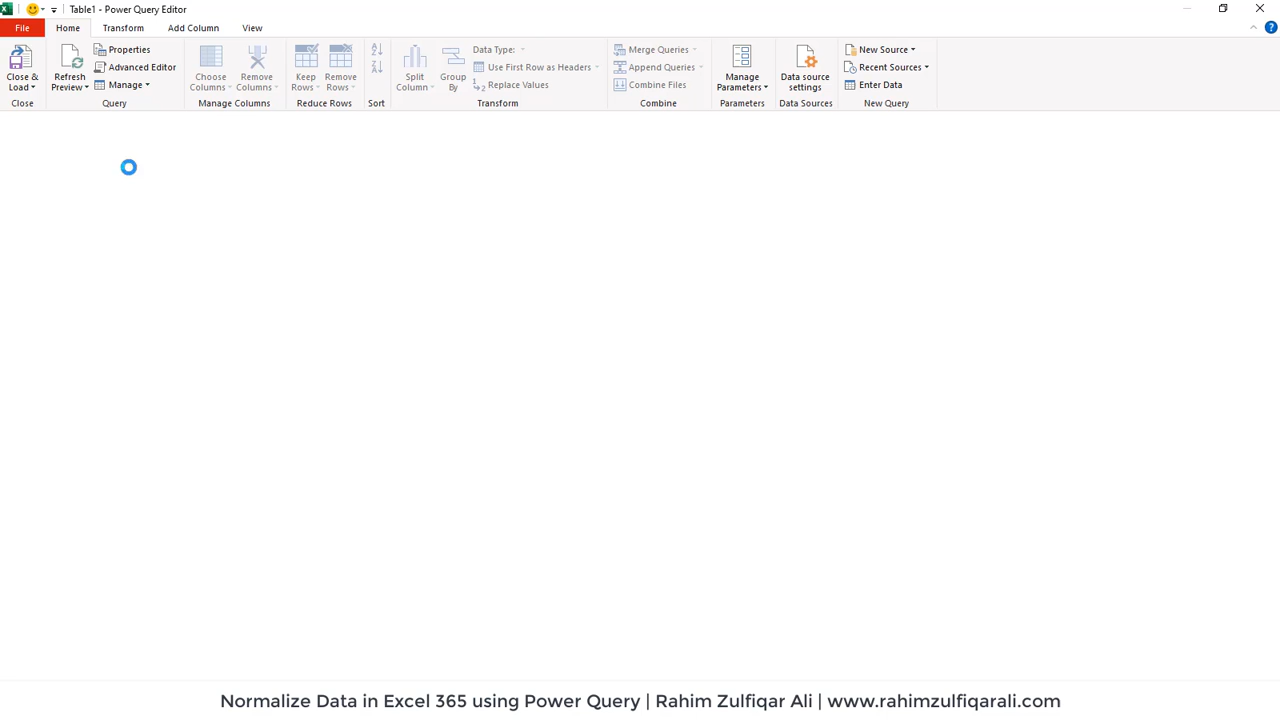 Table1 - Power Query Editor
File Home Transform Add Column View
Close & Load
Refresh Preview
Properties
Advanced Editor
Manage
Choose Columns
Remove Columns
Keep Rows
Remove Rows
Split Column
Group By
Data Type:
Use First Row as Headers
Replace Values
Merge Queries
Append Queries
Combine Files
Manage Parameters
Data source settings
New Source
Recent Sources
Enter Data
Close Query Manage Columns Reduce Rows Sort Transform Combine Parameters Data Sources New Query
Normalize Data in Excel 365 using Power Query | Rahim Zulfiqar Ali | www.rahimzulfiqarali.com